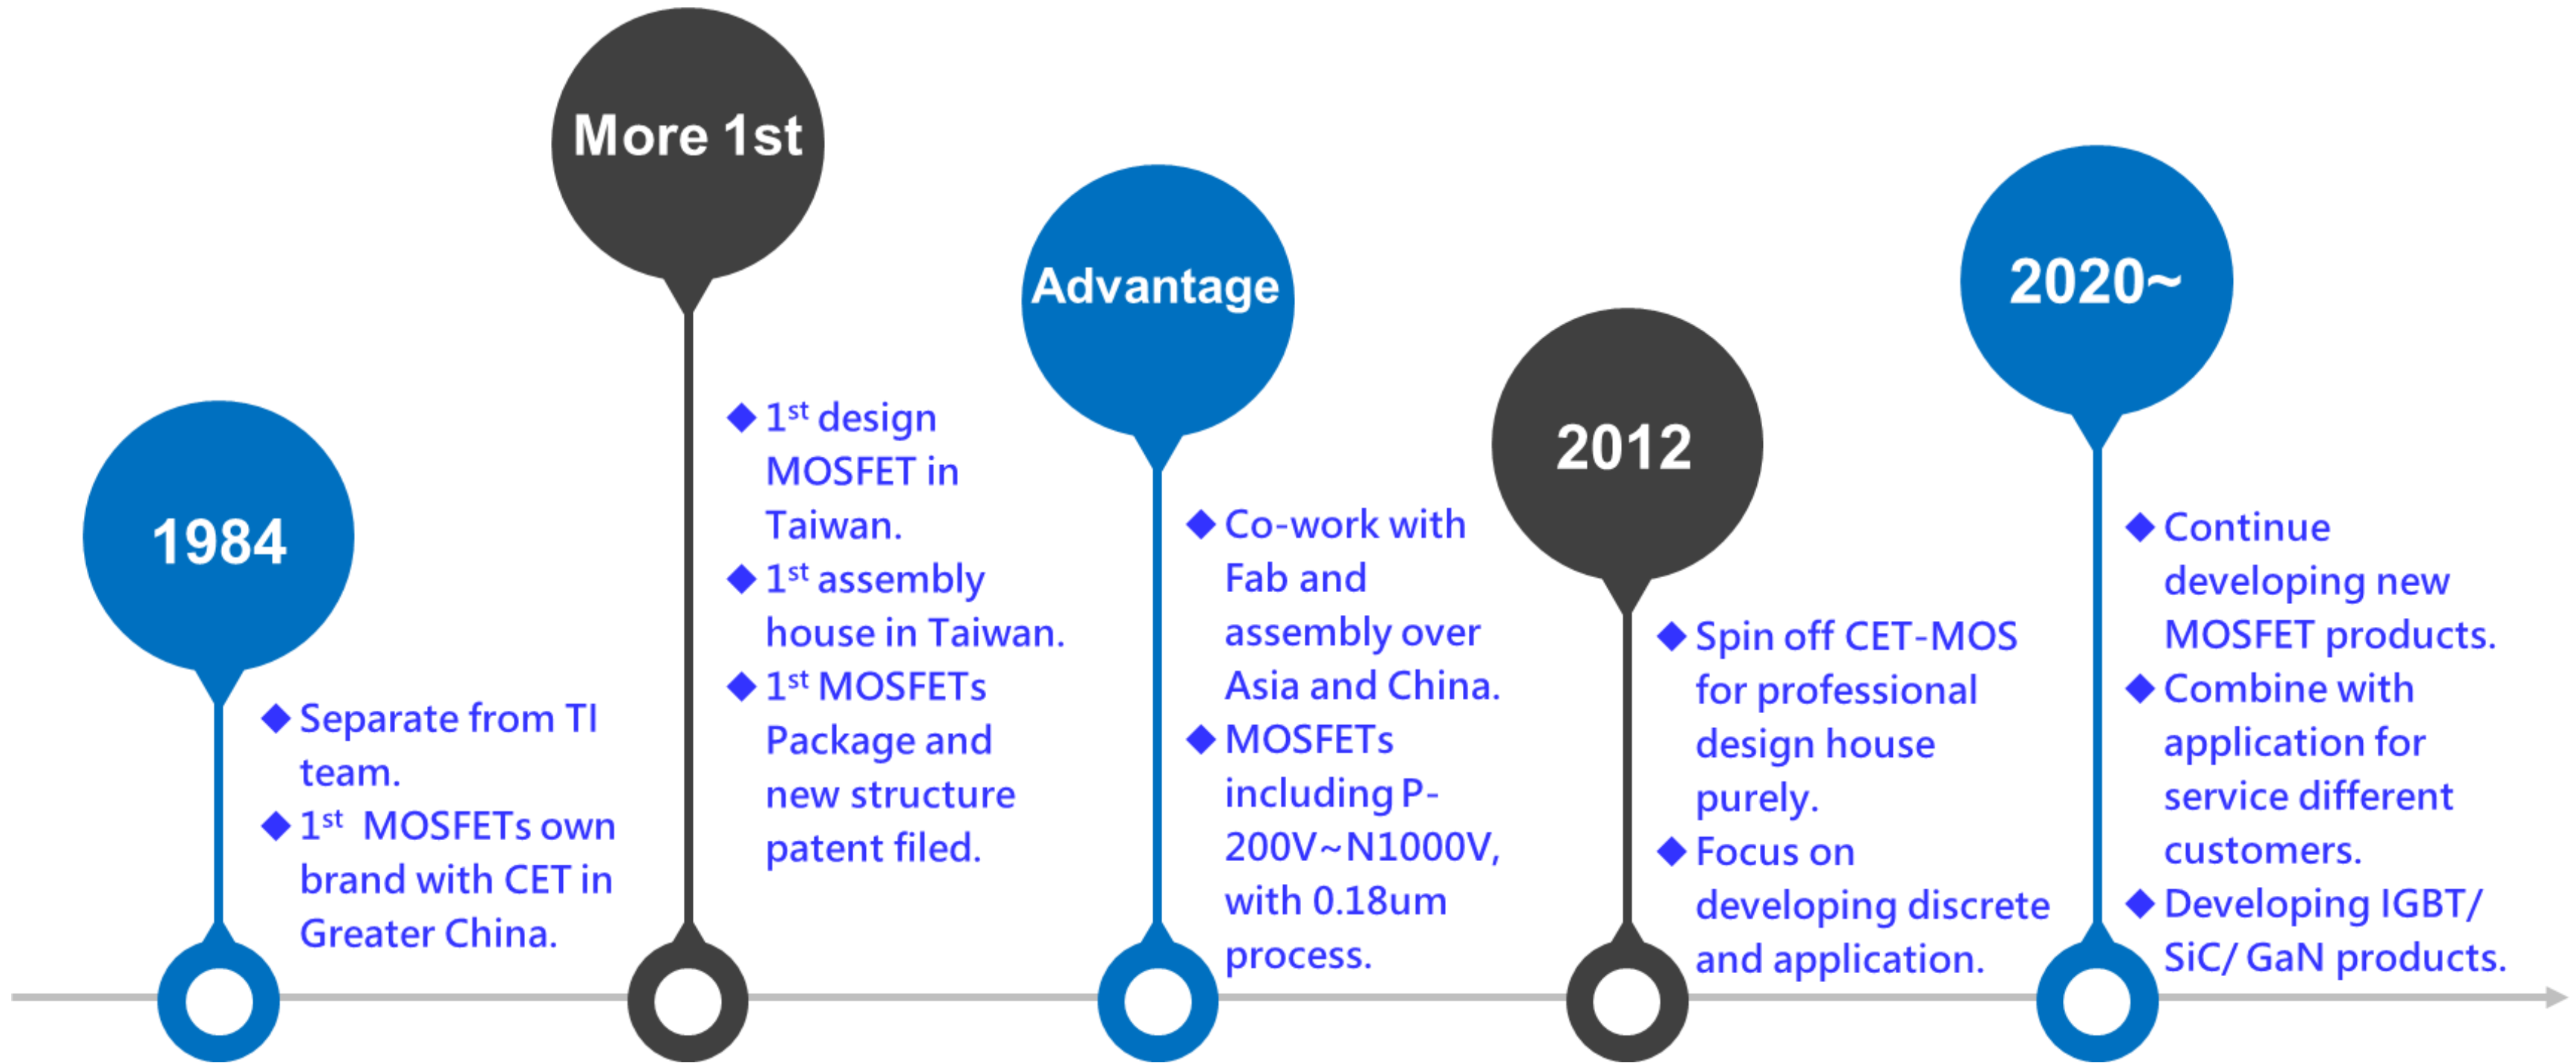 1984
◆ Separate from TI
team.
◆ 1st MOSFETs own
brand with CET in
Greater China.
More 1st
◆ 1st design
MOSFET in
Taiwan.
◆ 1st assembly
house in Taiwan.
◆ 1st MOSFETs
Package and
new structure
patent filed.
Advantage
◆ Co-work with
Fab and
assembly over
Asia and China.
◆ MOSFETs
including P-
200V~N1000V,
with 0.18um
process.
2012
◆ Spin off CET-MOS
for professional
design house
purely.
◆ Focus on
developing discrete
and application.
2020~
◆ Continue
developing new
MOSFET products.
◆ Combine with
application for
service different
customers.
◆ Developing IGBT/
SiC/ GaN products.